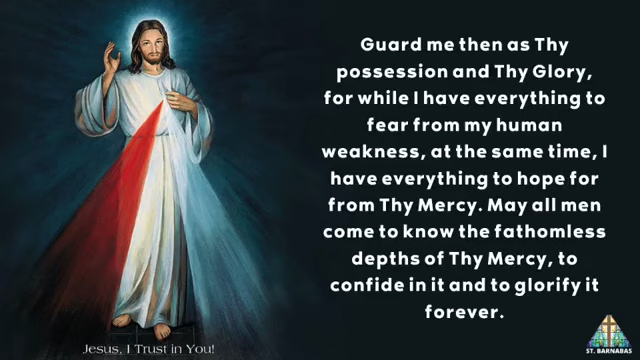 Guard me then as Thy
possession and Thy Glory,
for while I have everything to
fear from my human
weakness, at the same time, I
have everything to hope for
from Thy Mercy. May all men
come to know the fathomless
depths of Thy Mercy, to
confide in it and to glorify it
forever.
Jesus, I Trust in You!
ST. BARNABAS